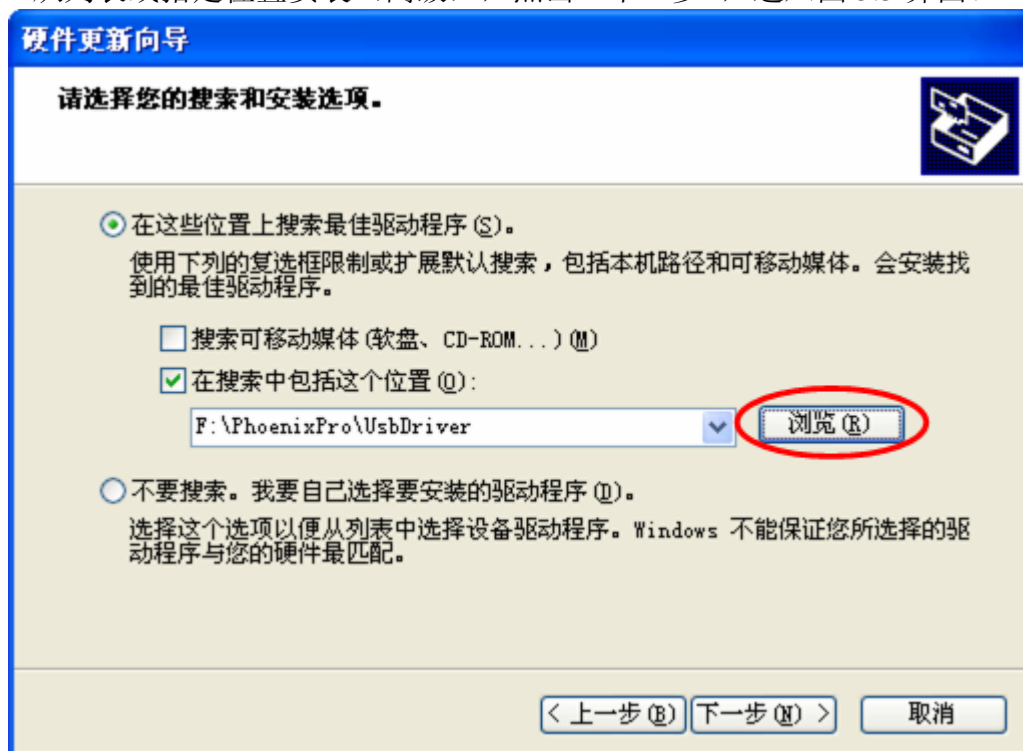 硬件更新向导
请选择您的搜索和安装选项。
在这些位置上搜索最佳驱动程序(S)。
使用下列的复选框限制或扩展默认搜索，包括本机路径和可移动媒体。会安装找
到的最佳驱动程序。
搜索可移动媒体(软盘、CD-ROM...)(M)
在搜索中包括这个位置(O):
F:\PhoenixPro\UsbDriver
浏览(R)
不要搜索。我要自己选择要安装的驱动程序(D)。
选择这个选项以便从列表中选择设备驱动程序。Windows 不能保证您所选择的驱
动程序与您的硬件最匹配。
< 上一步(B) 下一步(N) > 取消